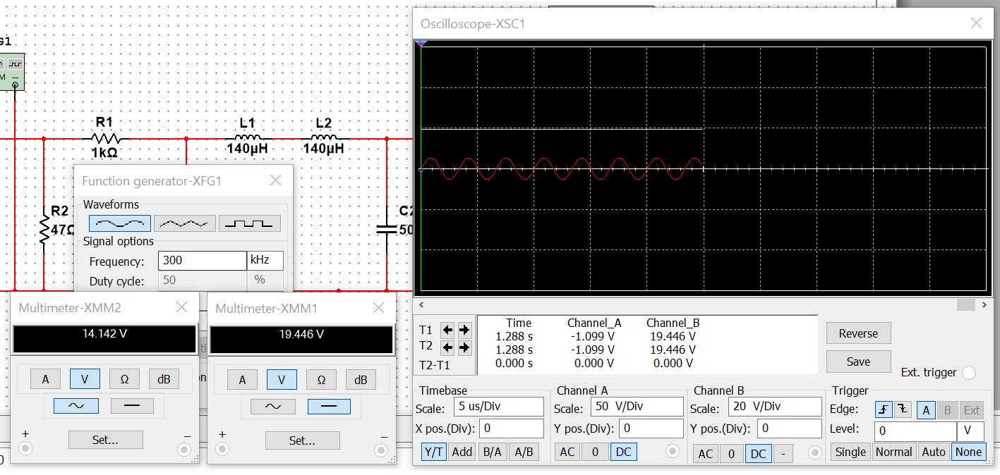 G1
M
R1
1kΩ
L1
140µH
L2
140µH
R2
47Ω
C2
50
Function generator-XFG1
Waveforms
Signal options
Frequency: 300 kHz
Duty cycle: 50 %
Multimeter-XMM2
14.142 V
A V Ω dB
+ Set... –
Multimeter-XMM1
19.446 V
A V Ω dB
+ Set... –
Oscilloscope-XSC1
Time Channel_A Channel_B
T1 1.288 s -1.099 V 19.446 V
T2 1.288 s -1.099 V 19.446 V
T2-T1 0.000 s 0.000 V 0.000 V
Reverse
Save
Ext. trigger
Timebase
Scale: 5 us/Div
X pos.(Div): 0
Y/T Add B/A A/B
Channel A
Scale: 50 V/Div
Y pos.(Div): 0
AC 0 DC
Channel B
Scale: 20 V/Div
Y pos.(Div): 0
AC 0 DC -
Trigger
Edge: A B Ext
Level: 0 V
Single Normal Auto None